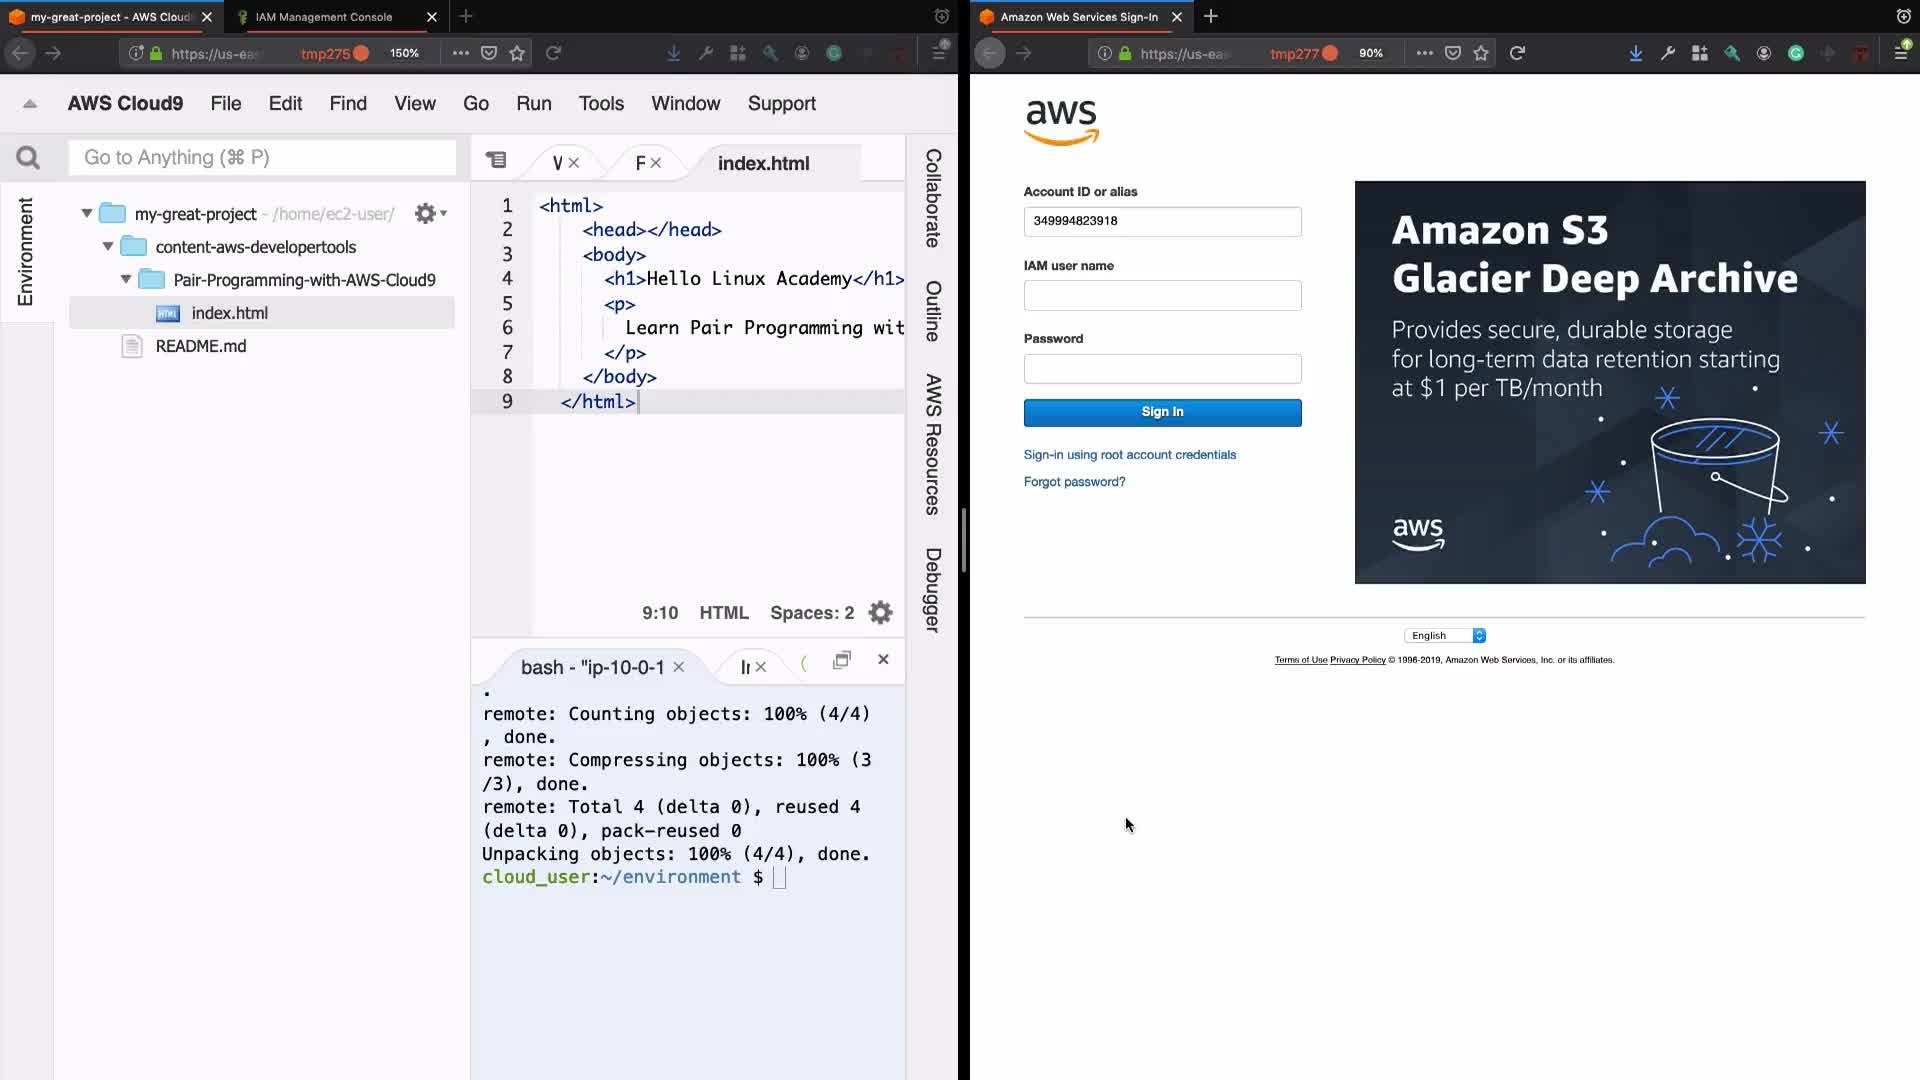 my-great-project - AWS Cloud
IAM Management Console
https://us-eas
tmp275
150%
AWS Cloud9
File
Edit
Find
View
Go
Run
Tools
Window
Support
Go to Anything (⌘ P)
Environment
my-great-project - /home/ec2-user/
content-aws-developertools
Pair-Programming-with-AWS-Cloud9
index.html
README.md
V
F
index.html
1 <html>
2 <head></head>
3 <body>
4 <h1>Hello Linux Academy</h1>
5 <p>
6 Learn Pair Programming wit
7 </p>
8 </body>
9 </html>
9:10 HTML Spaces: 2
Collaborate
Outline
AWS Resources
Debugger
bash - "ip-10-0-1
.
remote: Counting objects: 100% (4/4)
, done.
remote: Compressing objects: 100% (3
/3), done.
remote: Total 4 (delta 0), reused 4
(delta 0), pack-reused 0
Unpacking objects: 100% (4/4), done.
cloud_user:~/environment $
Amazon Web Services Sign-In
https://us-eas
tmp277
90%
aws
Account ID or alias
349994823918
IAM user name
Password
Sign In
Sign-in using root account credentials
Forgot password?
Amazon S3
Glacier Deep Archive
Provides secure, durable storage
for long-term data retention starting
at $1 per TB/month
aws
English
Terms of Use Privacy Policy © 1996-2019, Amazon Web Services, Inc. or its affiliates.